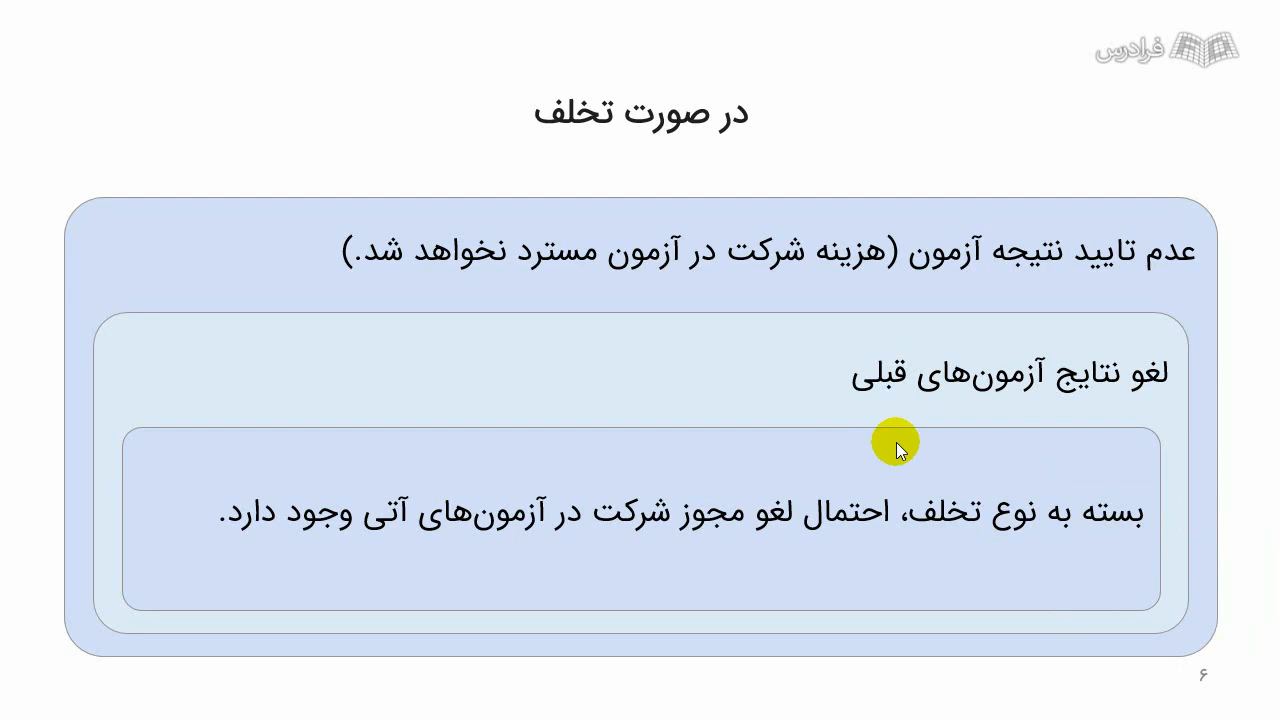 فرادرس
در صورت تخلف
عدم تایید نتیجه آزمون (هزینه شرکت در آزمون مسترد نخواهد شد.)
لغو نتایج آزمون‌های قبلی
بسته به نوع تخلف، احتمال لغو مجوز شرکت در آزمون‌های آتی وجود دارد.
۶